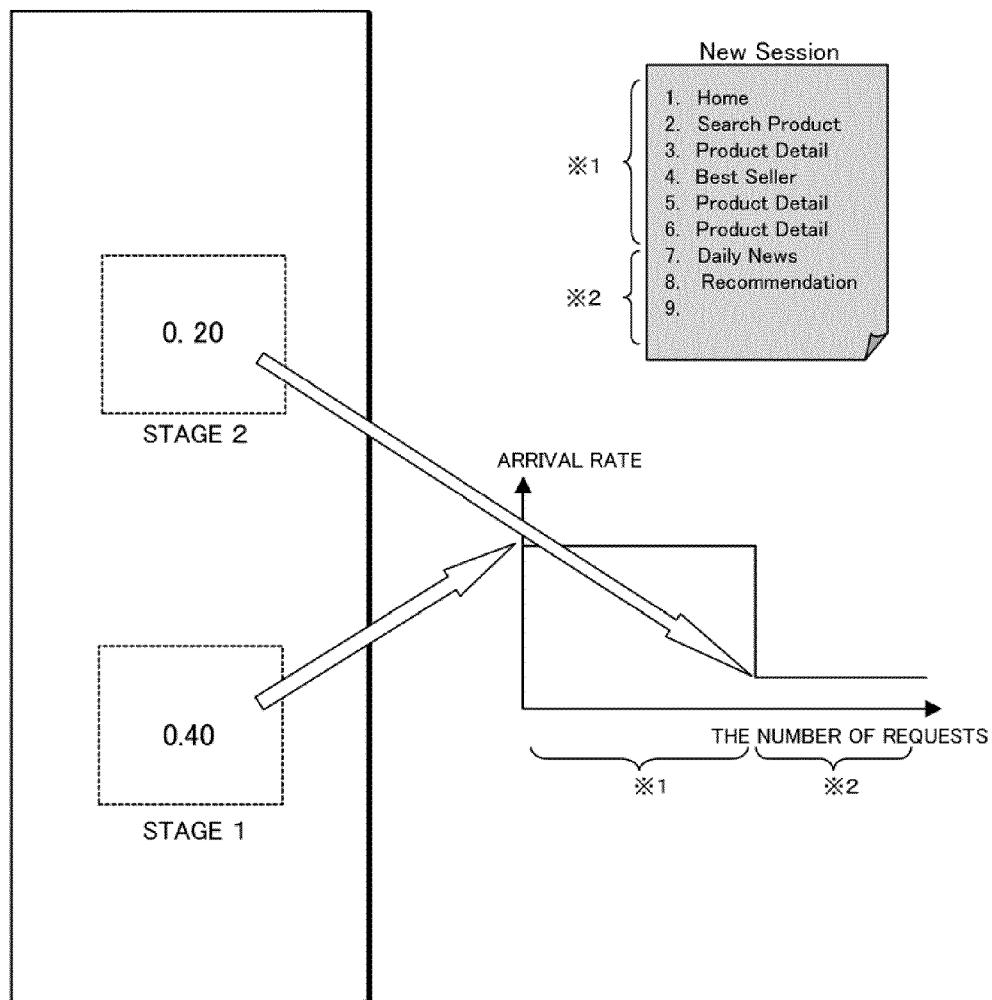 New Session
1. Home
2. Search Product
3. Product Detail
4. Best Seller
5. Product Detail
6. Product Detail
7. Daily News
8. Recommendation
9.
※1
※2
0. 20
STAGE 2
ARRIVAL RATE
0.40
STAGE 1
THE NUMBER OF REQUESTS
※1
※2